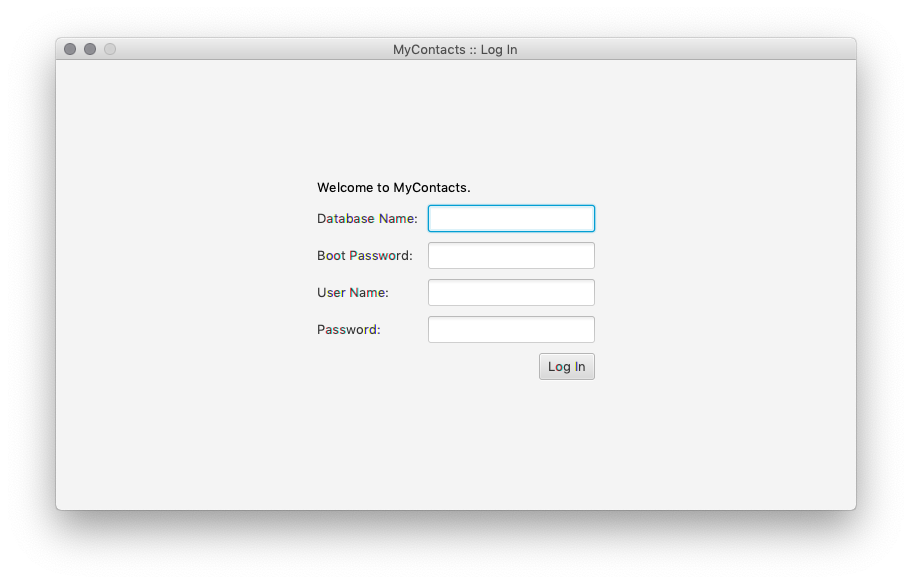 MyContacts :: Log In
Welcome to MyContacts.
Database Name:
Boot Password:
User Name:
Password:
Log In